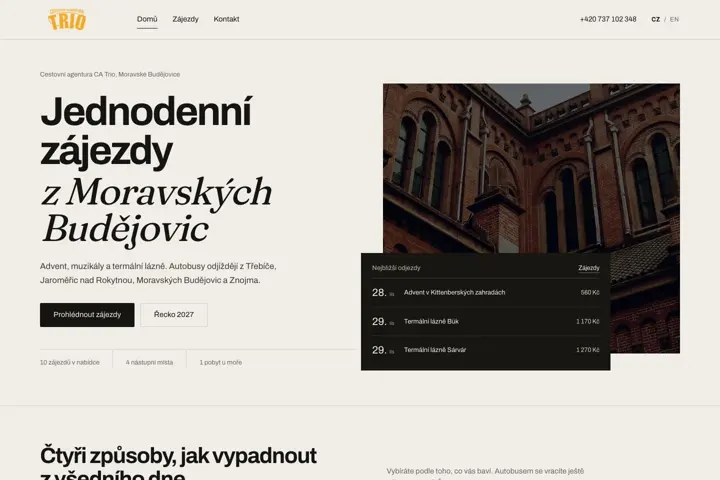 TRIO
Domů
Zájezdy
Kontakt
+420 737 102 348
CZ / EN
Cestovní agentura CA Trio, Moravské Budějovice
Jednodenní
zájezdy
z Moravských
Budějovic
Advent, muzikály a termální lázně. Autobusy odjíždějí z Třebíče,
Jaroměřic nad Rokytnou, Moravských Budějovic a Znojma.
Prohlédnout zájezdy
Řecko 2027
10 zájezdů v nabídce
4 nástupní místa
1 pobyt u moře
Nejbližší odjezdy
Zájezdy
28.
Advent v Kittenberských zahradách
560 Kč
29.
Termální lázně Bük
1 170 Kč
29.
Termální lázně Sárvár
1 270 Kč
Čtyři způsoby, jak vypadnout
z všedního dne
Vybíráte podle toho, co vás baví. Autobusem se vracíte ještě